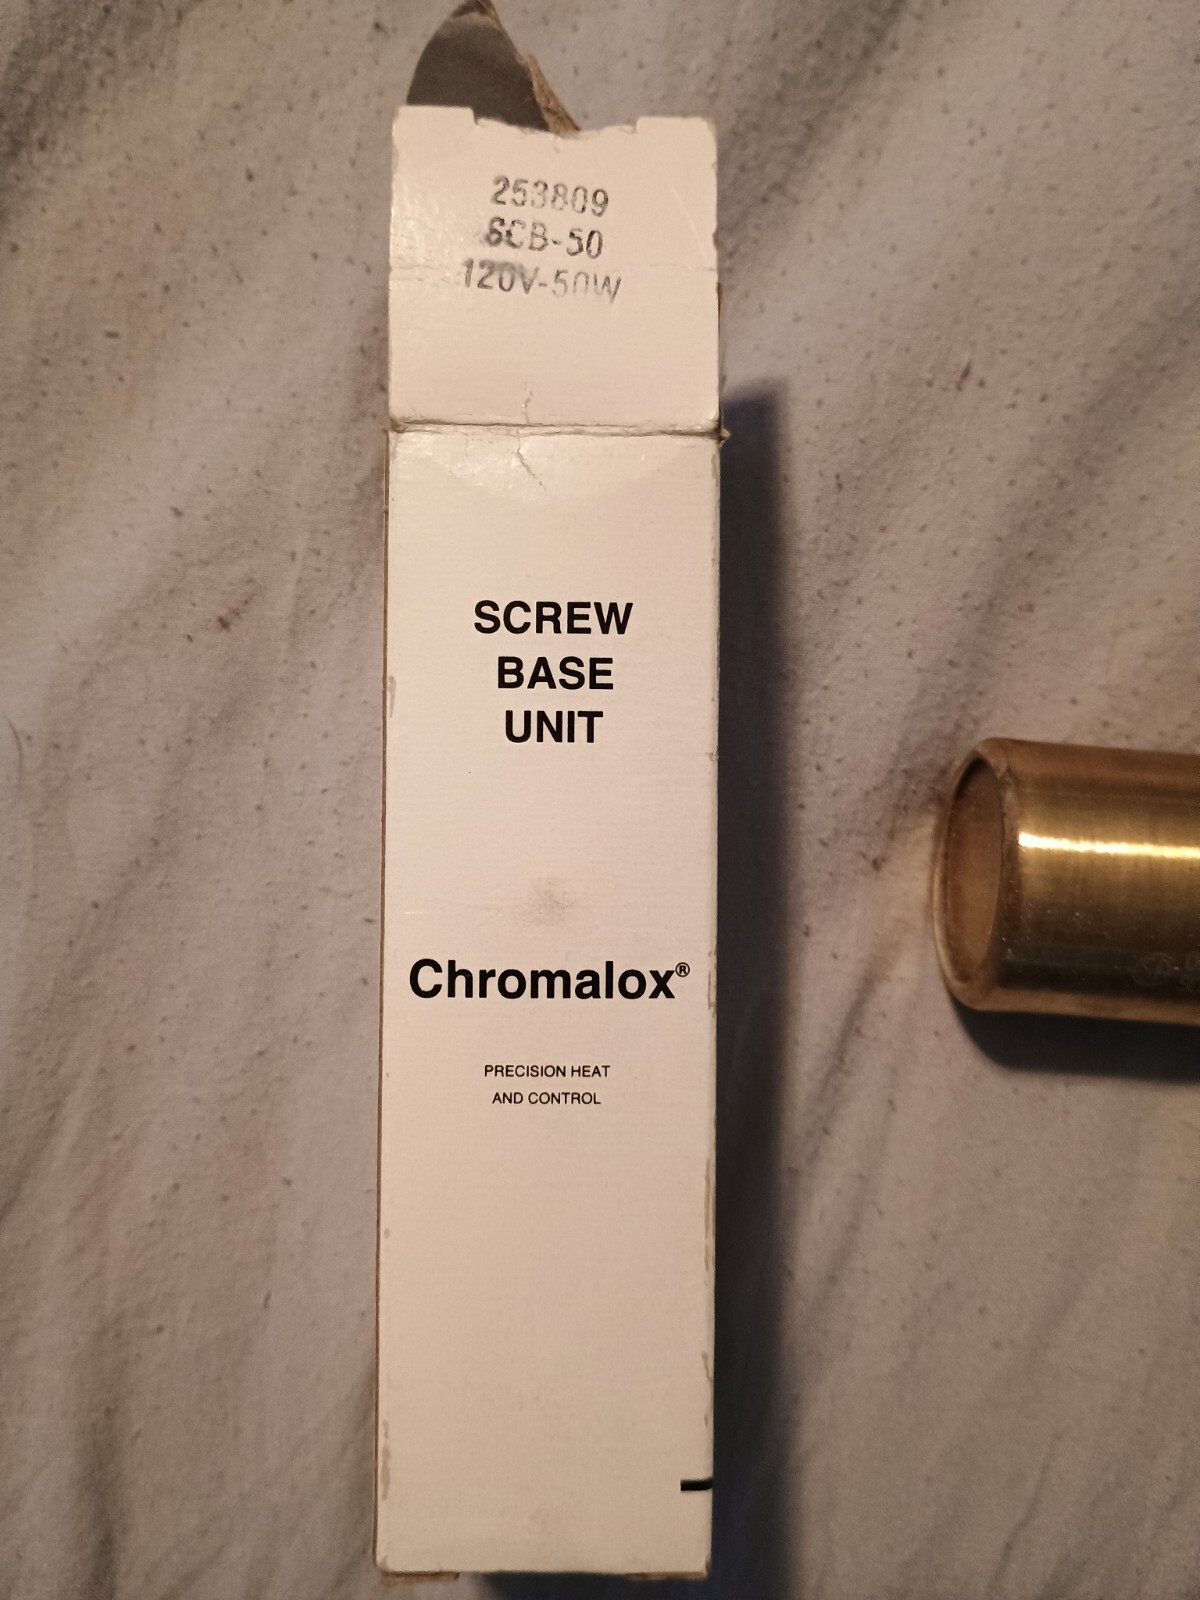 253809
SCB-50
120V-50W
SCREW
BASE
UNIT
Chromalox®
PRECISION HEAT
AND CONTROL